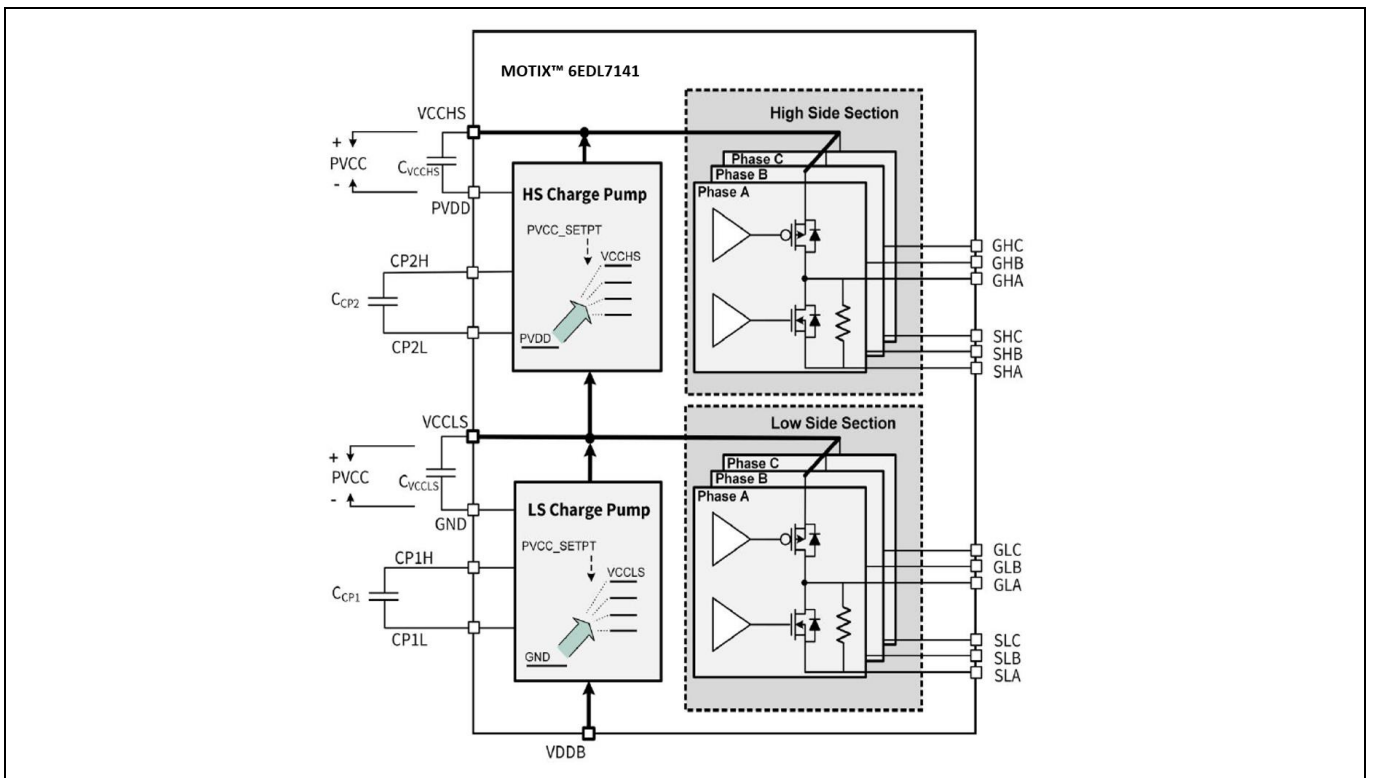 MOTIX™ 6EDL7141
VCCHS
+
PVCC
-
CVCCHS
PVDD
HS Charge Pump
PVCC_SETPT
VCCHS
PVDD
CP2H
CCP2
CP2L
High Side Section
Phase C
Phase B
Phase A
GHC
GHB
GHA
SHC
SHB
SHA
VCCLS
+
PVCC
-
CVCCLS
GND
LS Charge Pump
PVCC_SETPT
VCCLS
GND
CP1H
CCP1
CP1L
Low Side Section
Phase C
Phase B
Phase A
GLC
GLB
GLA
SLC
SLB
SLA
VDDB